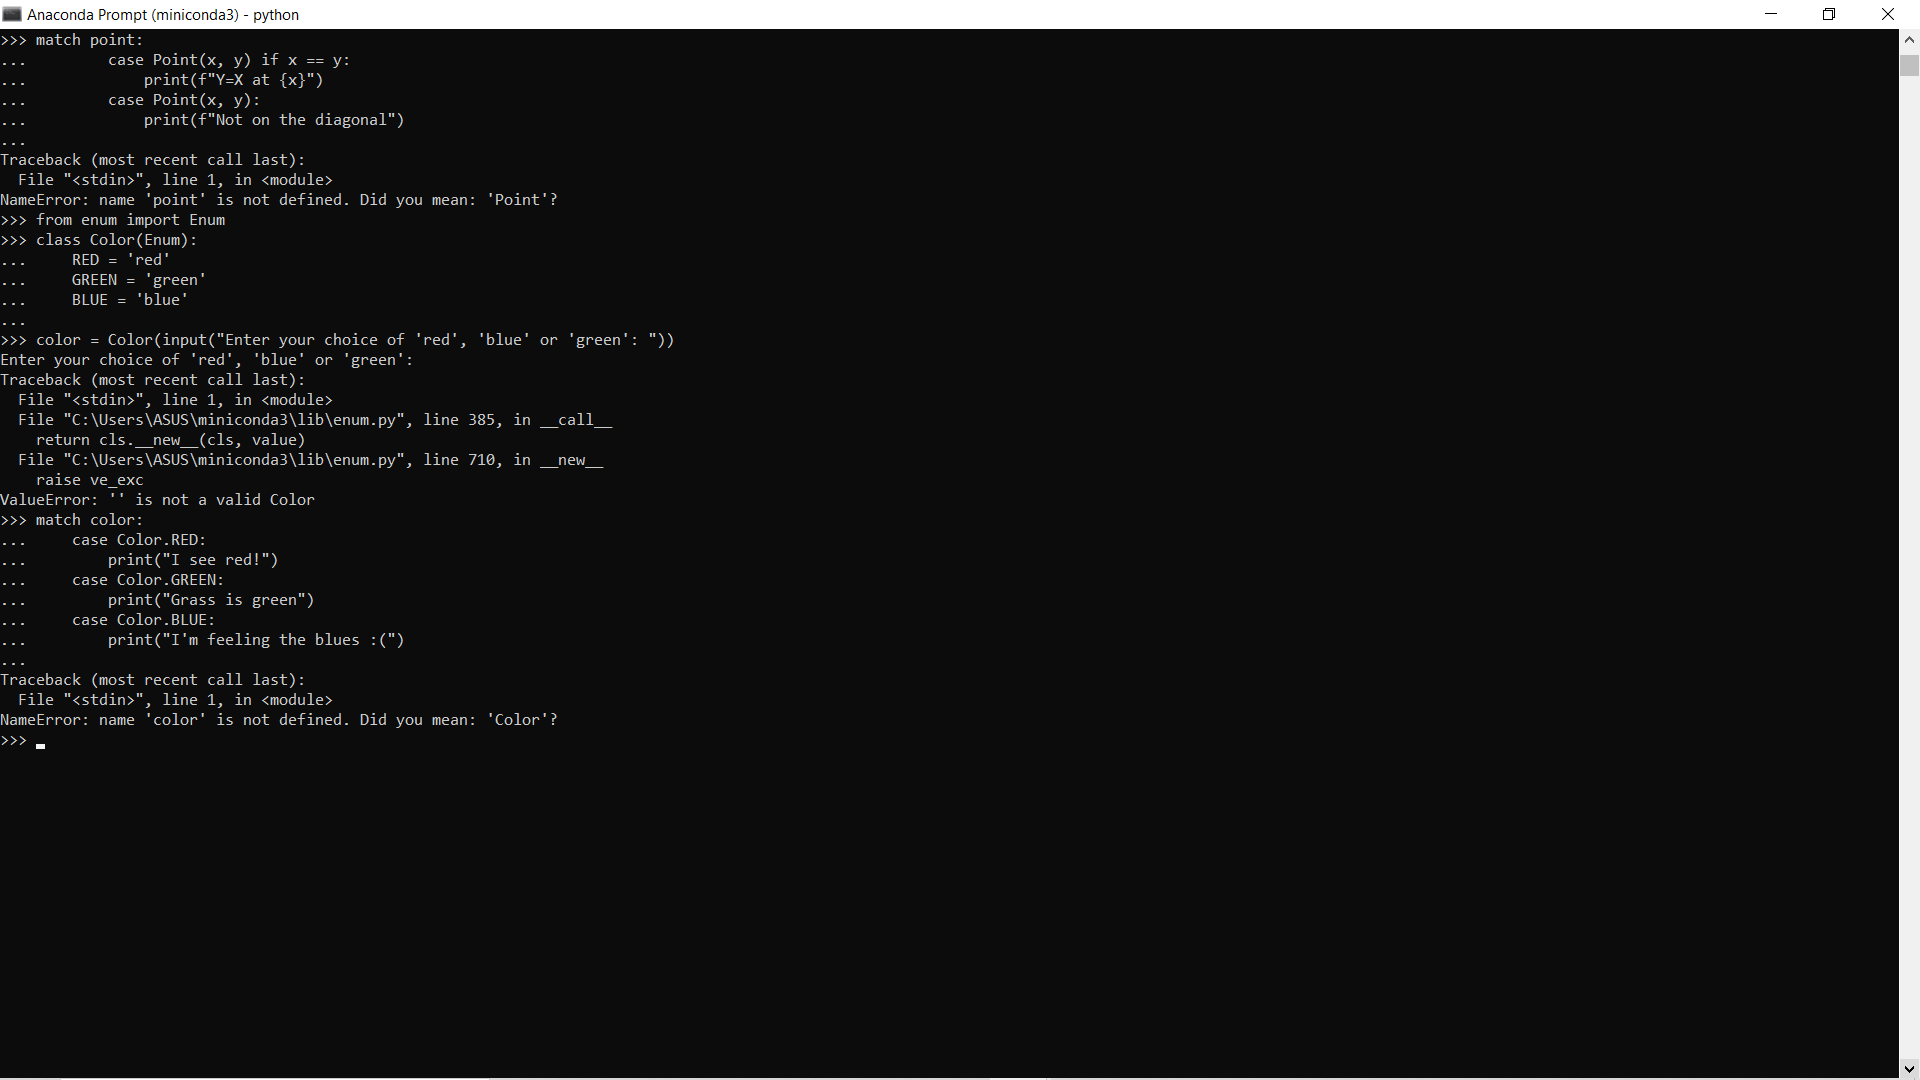 Anaconda Prompt (miniconda3) - python
>>> match point:
...         case Point(x, y) if x == y:
...             print(f"Y=X at {x}")
...         case Point(x, y):
...             print(f"Not on the diagonal")
...
Traceback (most recent call last):
  File "<stdin>", line 1, in <module>
NameError: name 'point' is not defined. Did you mean: 'Point'?
>>> from enum import Enum
>>> class Color(Enum):
...     RED = 'red'
...     GREEN = 'green'
...     BLUE = 'blue'
...
>>> color = Color(input("Enter your choice of 'red', 'blue' or 'green': "))
Enter your choice of 'red', 'blue' or 'green':
Traceback (most recent call last):
  File "<stdin>", line 1, in <module>
  File "C:\Users\ASUS\miniconda3\lib\enum.py", line 385, in __call__
    return cls.__new__(cls, value)
  File "C:\Users\ASUS\miniconda3\lib\enum.py", line 710, in __new__
    raise ve_exc
ValueError: '' is not a valid Color
>>> match color:
...     case Color.RED:
...         print("I see red!")
...     case Color.GREEN:
...         print("Grass is green")
...     case Color.BLUE:
...         print("I'm feeling the blues :(")
...
Traceback (most recent call last):
  File "<stdin>", line 1, in <module>
NameError: name 'color' is not defined. Did you mean: 'Color'?
>>>